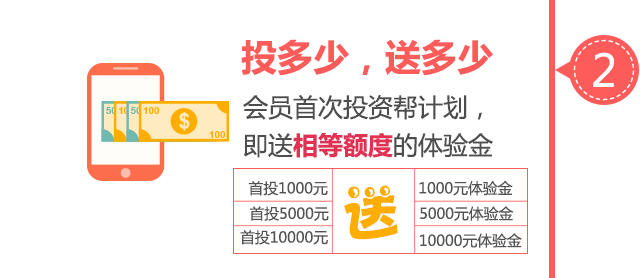 投多少，送多少
2
会员首次投资帮计划，
即送相等额度的体验金
50 100 50 100 $ 100
首投1000元 送 1000元体验金
首投5000元 5000元体验金
首投10000元 10000元体验金